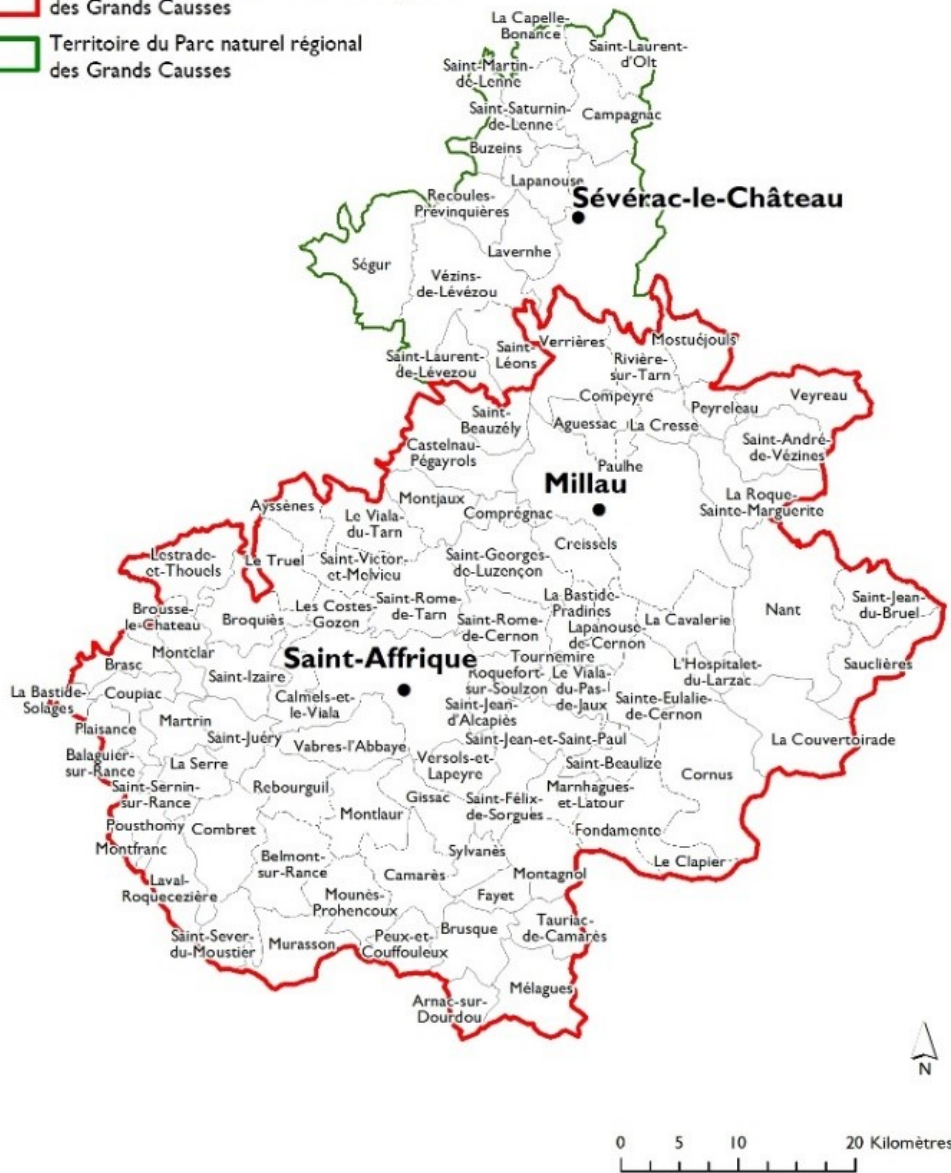 des Grands Causses
Territoire du Parc naturel régional
des Grands Causses
La Capelle-
Bonance
Saint-Laurent-
d'Olt
Saint-Martin-
de-Lenne
Saint-Saturnin-
de-Lenne
Campagnac
Buzeins
Lapanouse
Sévérac-le-Château
Recoules-
Prévinquières
Lavernhe
Ségur
Vézins-
de-Lévézou
Saint-Laurent-
de-Lévezou
Saint-
Léons
Verrières
Mostuéjouls
Rivière-
sur-Tarn
Compeyre
Peyreleau
Veyreau
Saint-
Beauzély
Aguessac
La Cresse
Saint-André-
de-Vézines
Castelnau-
Pégayrols
Paulhe
Millau
La Roque-
Sainte-Marguerite
Montjaux
Ayssènes
Le Viala-
du-Tarn
Comprégnac
Creissels
Lestrade-
et-Thouels
Le Truel
Saint-Victor-
et-Melvieu
Saint-Georges-
de-Luzençon
Brousse-
le-Chateau
Broquiès
Les Costes-
Gozon
Saint-Rome-
de-Tarn
Saint-Rome-
de-Cernon
La Bastide-
Pradines
Lapanouse-
de-Cernon
La Cavalerie
Nant
Saint-Jean-
du-Bruel
Montclar
Brasc
Saint-Izaire
Saint-Affrique
Tournemire
Roquefort-
sur-Soulzon
Le Viala-
du-Pas-
de-Jaux
L'Hospitalet-
du-Larzac
Sauclières
La Bastide-
Solages
Coupiac
Calmels-et-
le-Viala
Saint-Jean-
d'Alcapiès
Sainte-Eulalie-
de-Cernon
Plaisance
Martrin
Saint-Juéry
Vabres-l'Abbaye
Saint-Jean-et-Saint-Paul
La Couvertoirade
Balaguier-
sur-Rance
La Serre
Versols-et-
Lapeyre
Saint-Beaulize
Cornus
Saint-Sernin-
sur-Rance
Rebourguil
Gissac
Saint-Félix-
de-Sorgues
Marnhagues-
et-Latour
Pousthomy
Combret
Montlaur
Fondamente
Montfranc
Belmont-
sur-Rance
Sylvanès
Le Clapier
Laval-
Roquecezière
Camarès
Montagnol
Mounès-
Prohencoux
Fayet
Saint-Sever-
du-Moustier
Murasson
Peux-et-
Couffouleux
Brusque
Tauriac-
de-Camarès
Arnac-sur-
Dourdou
Mélagues
N
0 5 10 20 Kilomètres